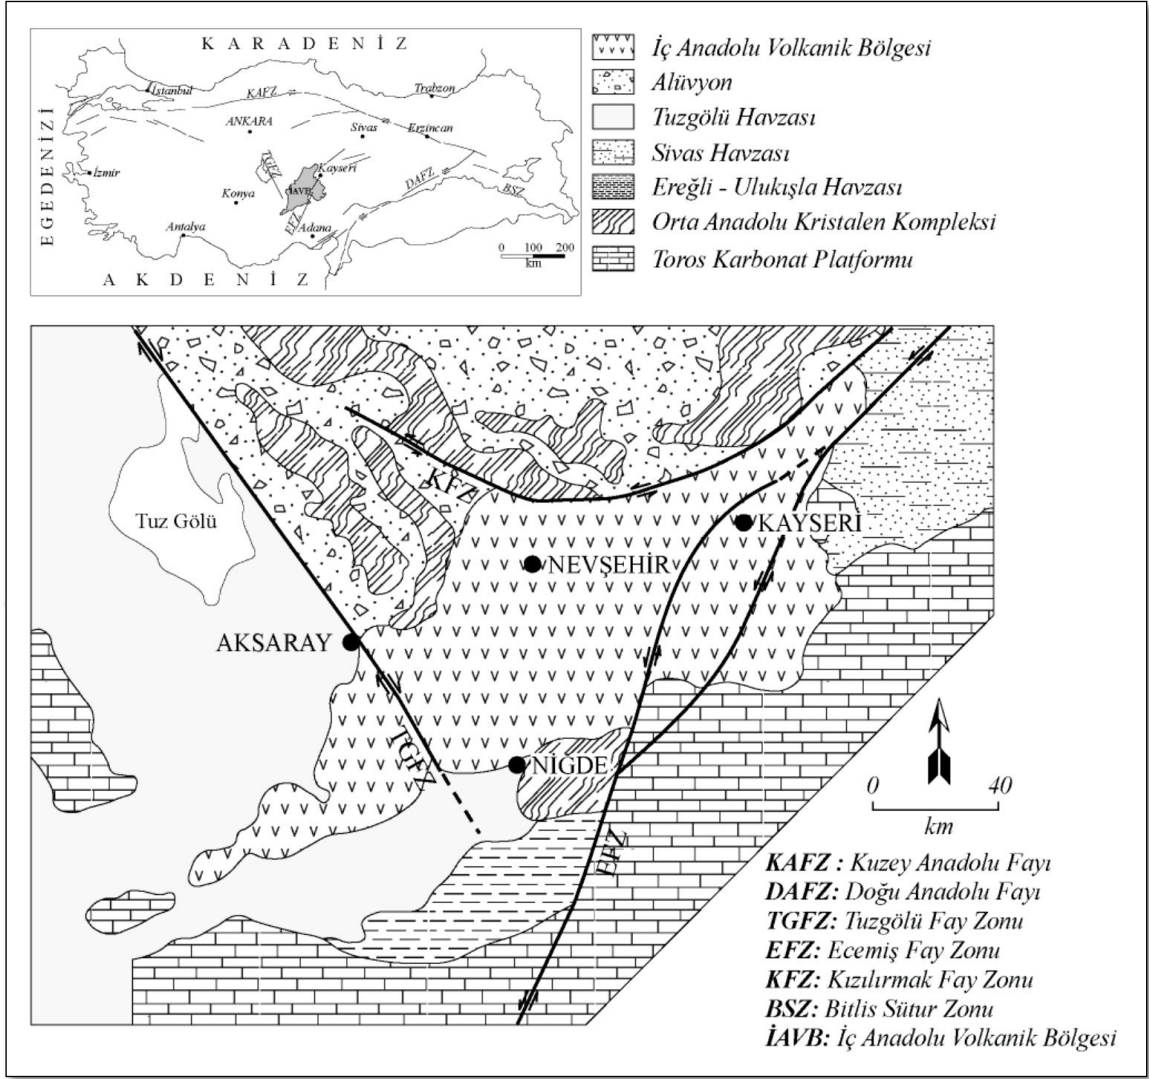 K A R A D E N İ Z
EGEDENİZİ
A K D E N İ Z
İstanbul
KAFZ
Trabzon
ANKARA
Sivas
Erzincan
TGFZ
Kayseri
İzmir
İAVB
DAFZ
BSZ
Konya
EFZ
Antalya
Adana
0 100 200
km
İç Anadolu Volkanik Bölgesi
Alüvyon
Tuzgölü Havzası
Sivas Havzası
Ereğli - Ulukışla Havzası
Orta Anadolu Kristalen Kompleksi
Toros Karbonat Platformu
KFZ
Tuz Gölü
KAYSERİ
NEVŞEHİR
AKSARAY
TGFZ
NİĞDE
EFZ
0 40
km
KAFZ : Kuzey Anadolu Fayı
DAFZ: Doğu Anadolu Fayı
TGFZ: Tuzgölü Fay Zonu
EFZ: Ecemiş Fay Zonu
KFZ: Kızılırmak Fay Zonu
BSZ: Bitlis Sütur Zonu
İAVB: İç Anadolu Volkanik Bölgesi